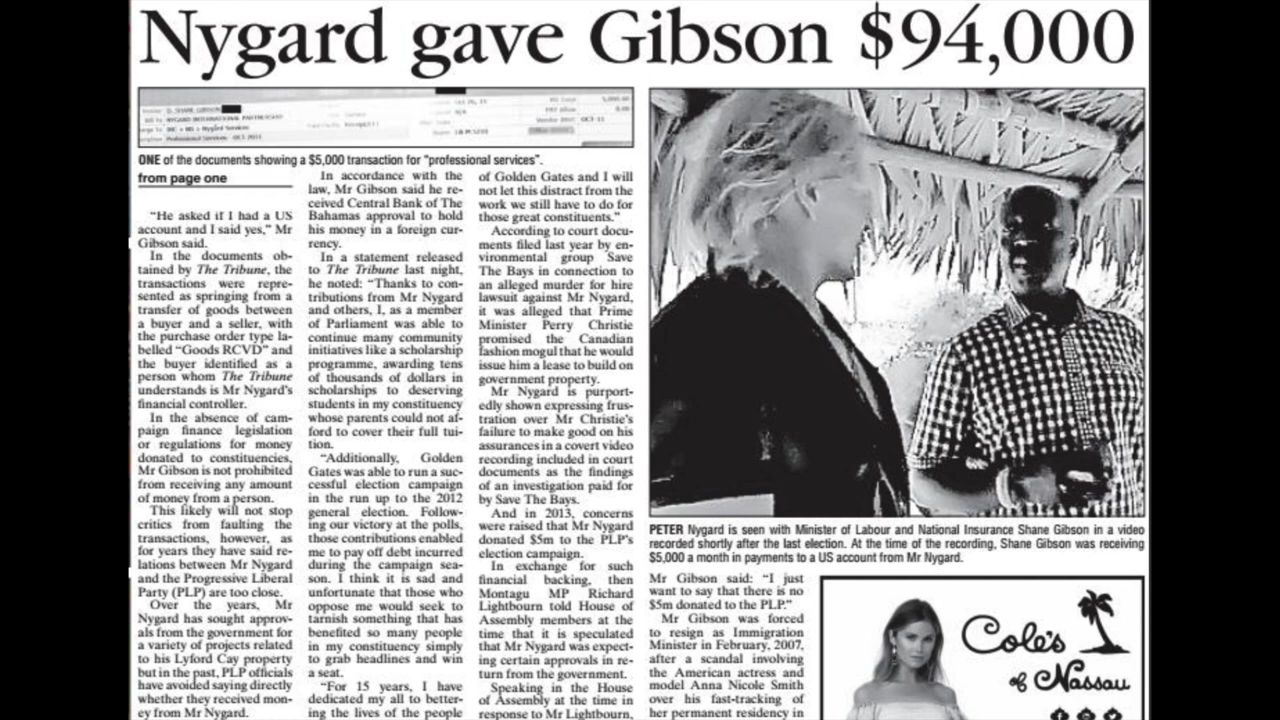 Nygard gave Gibson $94,000
D. SHANE GIBSON
NYGARD INTERNATIONAL PARTNERSHIP
Professional Services OCT 2011
ONE of the documents showing a $5,000 transaction for “professional services”.
from page one
“He asked if I had a US
account and I said yes,” Mr
Gibson said.
In the documents ob-
tained by The Tribune, the
transactions were repre-
sented as springing from a
transfer of goods between
a buyer and a seller, with
the purchase order type la-
belled “Goods RCVD” and
the buyer identified as a
person whom The Tribune
understands is Mr Nygard’s
financial controller.
In the absence of cam-
paign finance legislation
or regulations for money
donated to constituencies,
Mr Gibson is not prohibited
from receiving any amount
of money from a person.
This likely will not stop
critics from faulting the
transactions, however, as
for years they have said re-
lations between Mr Nygard
and the Progressive Liberal
Party (PLP) are too close.
Over the years, Mr
Nygard has sought approv-
als from the government for
a variety of projects related
to his Lyford Cay property
but in the past, PLP officials
have avoided saying directly
whether they received mon-
ey from Mr Nygard.
In accordance with the
law, Mr Gibson said he re-
ceived Central Bank of The
Bahamas approval to hold
his money in a foreign cur-
rency.
In a statement released
to The Tribune last night,
he noted: “Thanks to con-
tributions from Mr Nygard
and others, I, as a member
of Parliament was able to
continue many community
initiatives like a scholarship
programme, awarding tens
of thousands of dollars in
scholarships to deserving
students in my constituency
whose parents could not af-
ford to cover their full tui-
tion.
“Additionally, Golden
Gates was able to run a suc-
cessful election campaign
in the run up to the 2012
general election. Follow-
ing our victory at the polls,
those contributions enabled
me to pay off debt incurred
during the campaign sea-
son. I think it is sad and
unfortunate that those who
oppose me would seek to
tarnish something that has
benefited so many people
in my constituency simply
to grab headlines and win
a seat.
“For 15 years, I have
dedicated my all to better-
ing the lives of the people
of Golden Gates and I will
not let this distract from the
work we still have to do for
those great constituents.”
According to court docu-
ments filed last year by en-
vironmental group Save
The Bays in connection to
an alleged murder for hire
lawsuit against Mr Nygard,
it was alleged that Prime
Minister Perry Christie
promised the Canadian
fashion mogul that he would
issue him a lease to build on
government property.
Mr Nygard is purport-
edly shown expressing frus-
tration over Mr Christie’s
failure to make good on his
assurances in a covert video
recording included in court
documents as the findings
of an investigation paid for
by Save The Bays.
And in 2013, concerns
were raised that Mr Nygard
donated $5m to the PLP’s
election campaign.
In exchange for such
financial backing, then
Montagu MP Richard
Lightbourn told House of
Assembly members at the
time that it is speculated
that Mr Nygard was expect-
ing certain approvals in re-
turn from the government.
Speaking in the House
of Assembly at the time in
response to Mr Lightbourn,
PETER Nygard is seen with Minister of Labour and National Insurance Shane Gibson in a video
recorded shortly after the last election. At the time of the recording, Shane Gibson was receiving
$5,000 a month in payments to a US account from Mr Nygard.
Mr Gibson said: “I just
want to say that there is no
$5m donated to the PLP.”
Mr Gibson was forced
to resign as Immigration
Minister in February, 2007,
after a scandal involving
the American actress and
model Anna Nicole Smith
over his fast-tracking of
her permanent residency in
Cole's
of Nassau